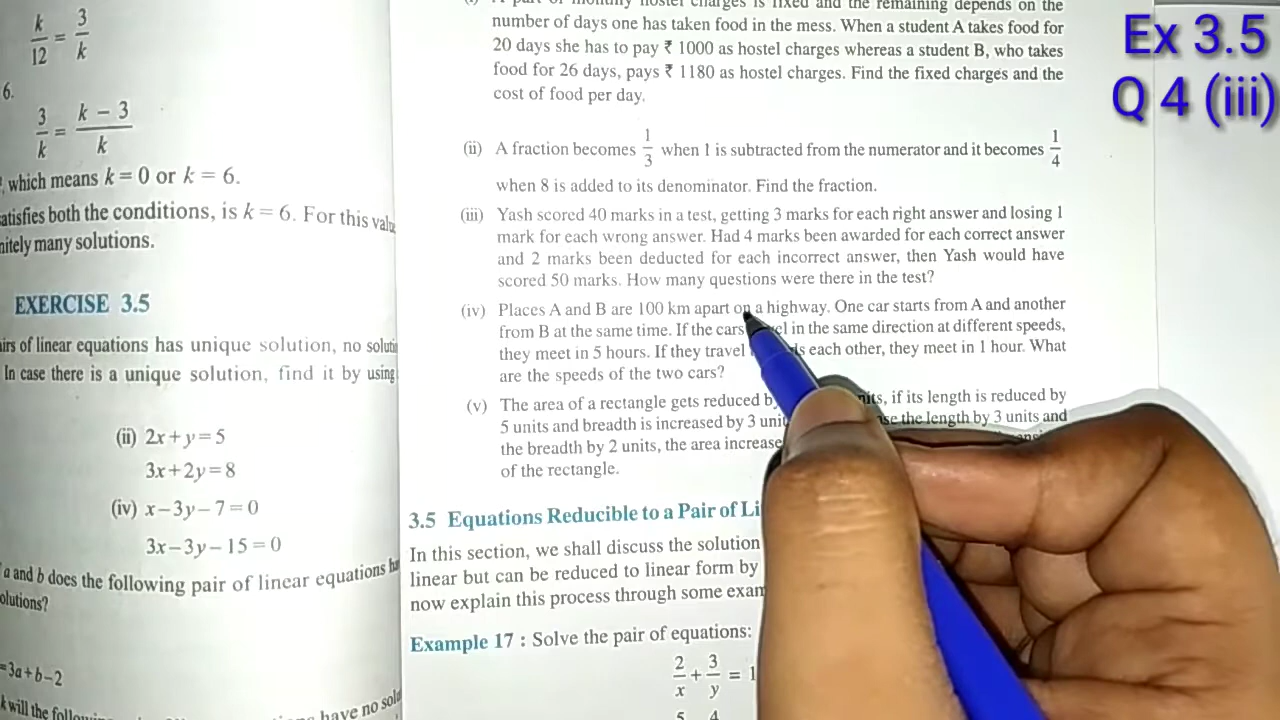 k/12 = 3/k
6.
3/k = (k − 3)/k
, which means k = 0 or k = 6.
satisfies both the conditions, is k = 6. For this
nitely many solutions.
EXERCISE 3.5
irs of linear equations has unique solution, no
In case there is a unique solution, find it by using
(ii) 2x + y = 5
3x + 2y = 8
(iv) x − 3y − 7 = 0
3x − 3y − 15 = 0
a and b does the following pair of linear equations
olutions?
= 3a + b − 2
k will the
have no
Ex 3.5
Q 4 (iii)
hostel charges is fixed and the remaining depends on the
number of days one has taken food in the mess. When a student A takes food for
20 days she has to pay ₹ 1000 as hostel charges whereas a student B, who takes
food for 26 days, pays ₹ 1180 as hostel charges. Find the fixed charges and the
cost of food per day.
(ii) A fraction becomes 1/3 when 1 is subtracted from the numerator and it becomes 1/4
when 8 is added to its denominator. Find the fraction.
(iii) Yash scored 40 marks in a test, getting 3 marks for each right answer and losing 1
mark for each wrong answer. Had 4 marks been awarded for each correct answer
and 2 marks been deducted for each incorrect answer, then Yash would have
scored 50 marks. How many questions were there in the test?
(iv) Places A and B are 100 km apart on a highway. One car starts from A and another
from B at the same time. If the cars in the same direction at different speeds,
they meet in 5 hours. If they travel each other, they meet in 1 hour. What
are the speeds of the two cars?
(v) The area of a rectangle gets reduced if its length is reduced by
5 units and breadth is increased by 3 the length by 3 units and
the breadth by 2 units, the area
of the rectangle.
3.5 Equations Reducible to a Pair of
In this section, we shall discuss the solution
linear but can be reduced to linear form by
now explain this process through some
Example 17 : Solve the pair of equations:
2/x + 3/y = 1
5 4